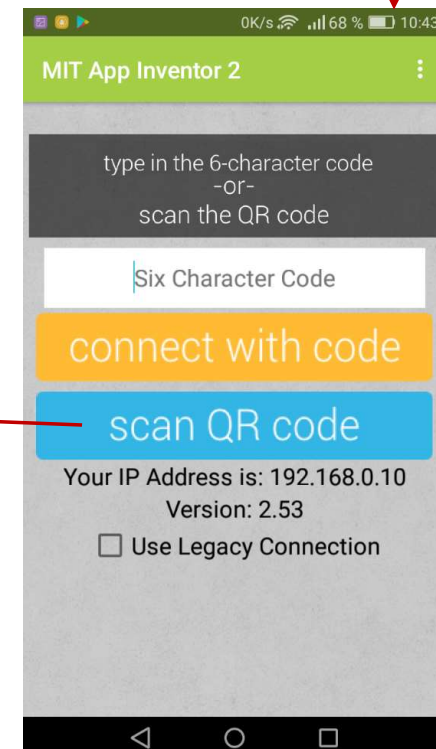 0K/s 68 % 10:43
MIT App Inventor 2
type in the 6-character code
-or-
scan the QR code
Six Character Code
connect with code
scan QR code
Your IP Address is: 192.168.0.10
Version: 2.53
Use Legacy Connection